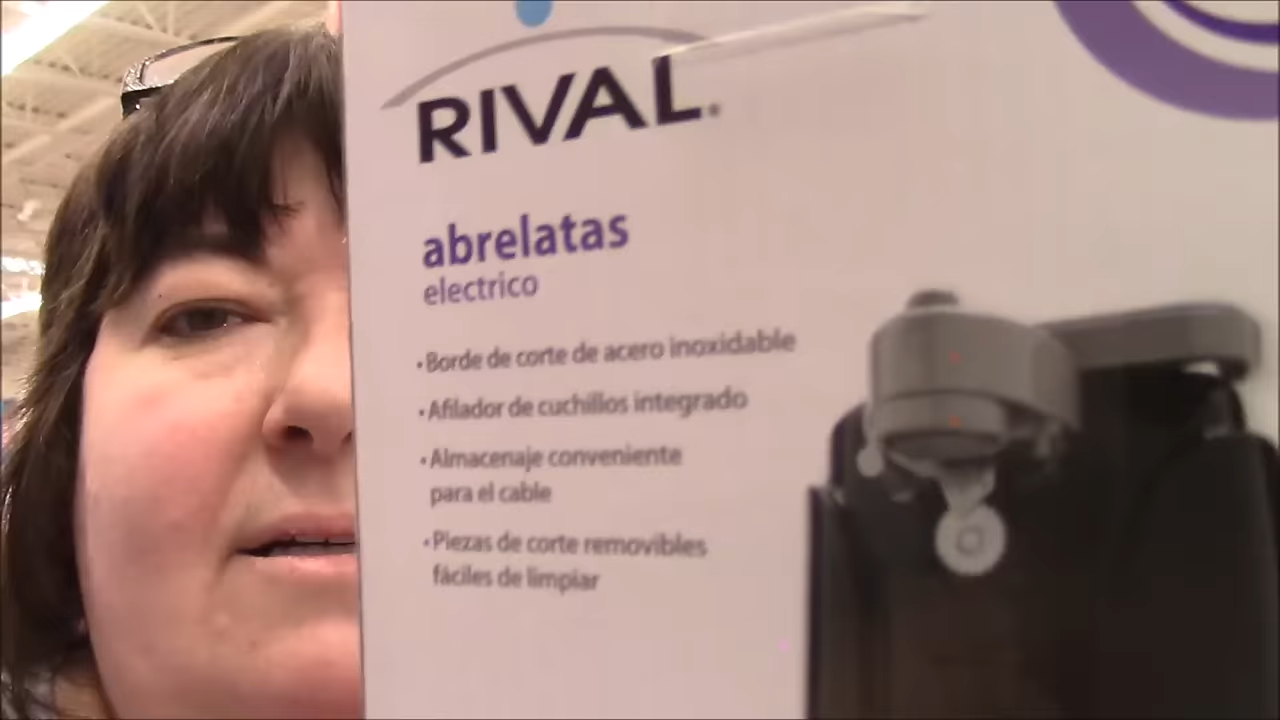 RIVAL.
abrelatas
electrico
• Borde de corte de acero inoxidable
• Afilador de cuchillos integrado
• Almacenaje conveniente
para el cable
• Piezas de corte removibles
fáciles de limpiar